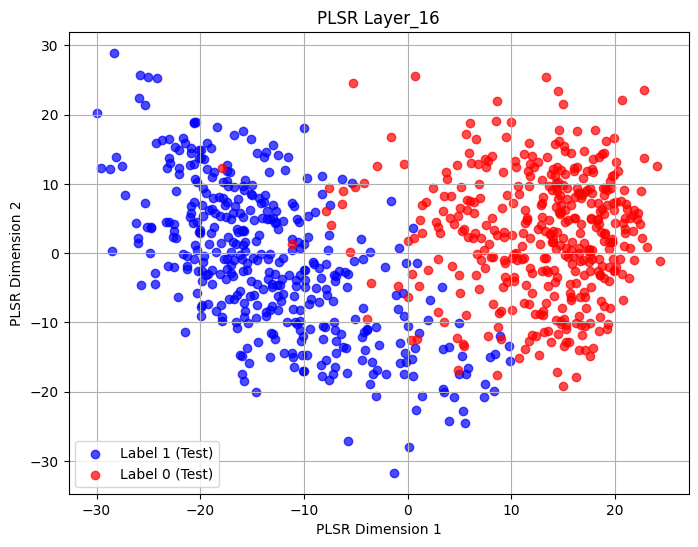 PLSR Layer_16
PLSR Dimension 2
30
20
10
0
−10
−20
−30
Label 1 (Test)
Label 0 (Test)
−30 −20 −10 0 10 20
PLSR Dimension 1